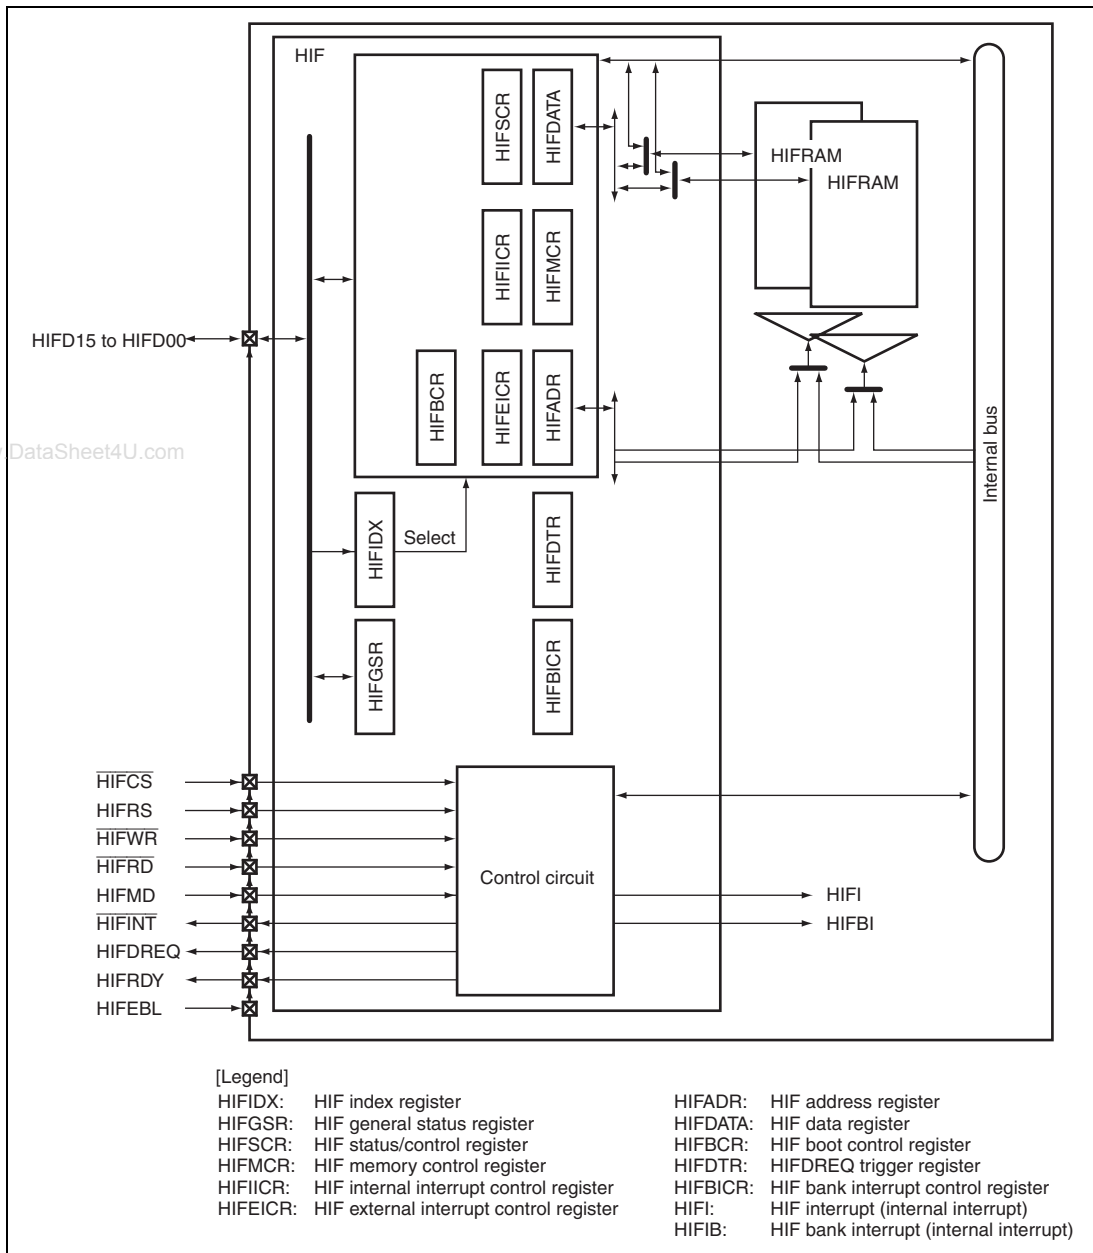 HIF
HIFSCR
HIFDATA
HIFRAM
HIFRAM
HIFIICR
HIFMCR
HIFD15 to HIFD00
HIFBCR
HIFEICR
HIFADR
Internal bus
.DataSheet4U.com
HIFIDX
Select
HIFDTR
HIFGSR
HIFBICR
HIFCS
HIFRS
HIFWR
HIFRD
HIFMD
HIFINT
HIFDREQ
HIFRDY
HIFEBL
Control circuit
HIFI
HIFBI
[Legend]
HIFIDX: HIF index register
HIFGSR: HIF general status register
HIFSCR: HIF status/control register
HIFMCR: HIF memory control register
HIFIICR: HIF internal interrupt control register
HIFEICR: HIF external interrupt control register
HIFADR: HIF address register
HIFDATA: HIF data register
HIFBCR: HIF boot control register
HIFDTR: HIFDREQ trigger register
HIFBICR: HIF bank interrupt control register
HIFI: HIF interrupt (internal interrupt)
HIFIB: HIF bank interrupt (internal interrupt)